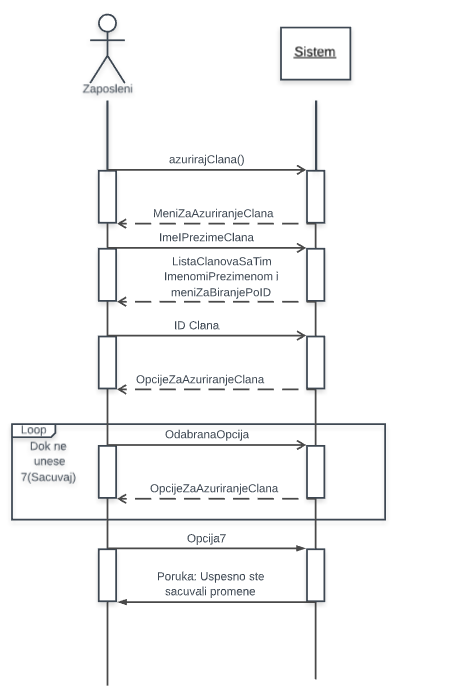 Zaposleni
Sistem
azurirajClana()
MeniZaAzuriranjeClana
ImeIPrezimeClana
ListaClanovaSaTim
ImenomiPrezimenom i
meniZaBiranjePoID
ID Clana
OpcijeZaAzuriranjeClana
Loop
Dok ne
unese
7(Sacuvaj)
OdabranaOpcija
OpcijeZaAzuriranjeClana
Opcija7
Poruka: Uspesno ste
sacuvali promene